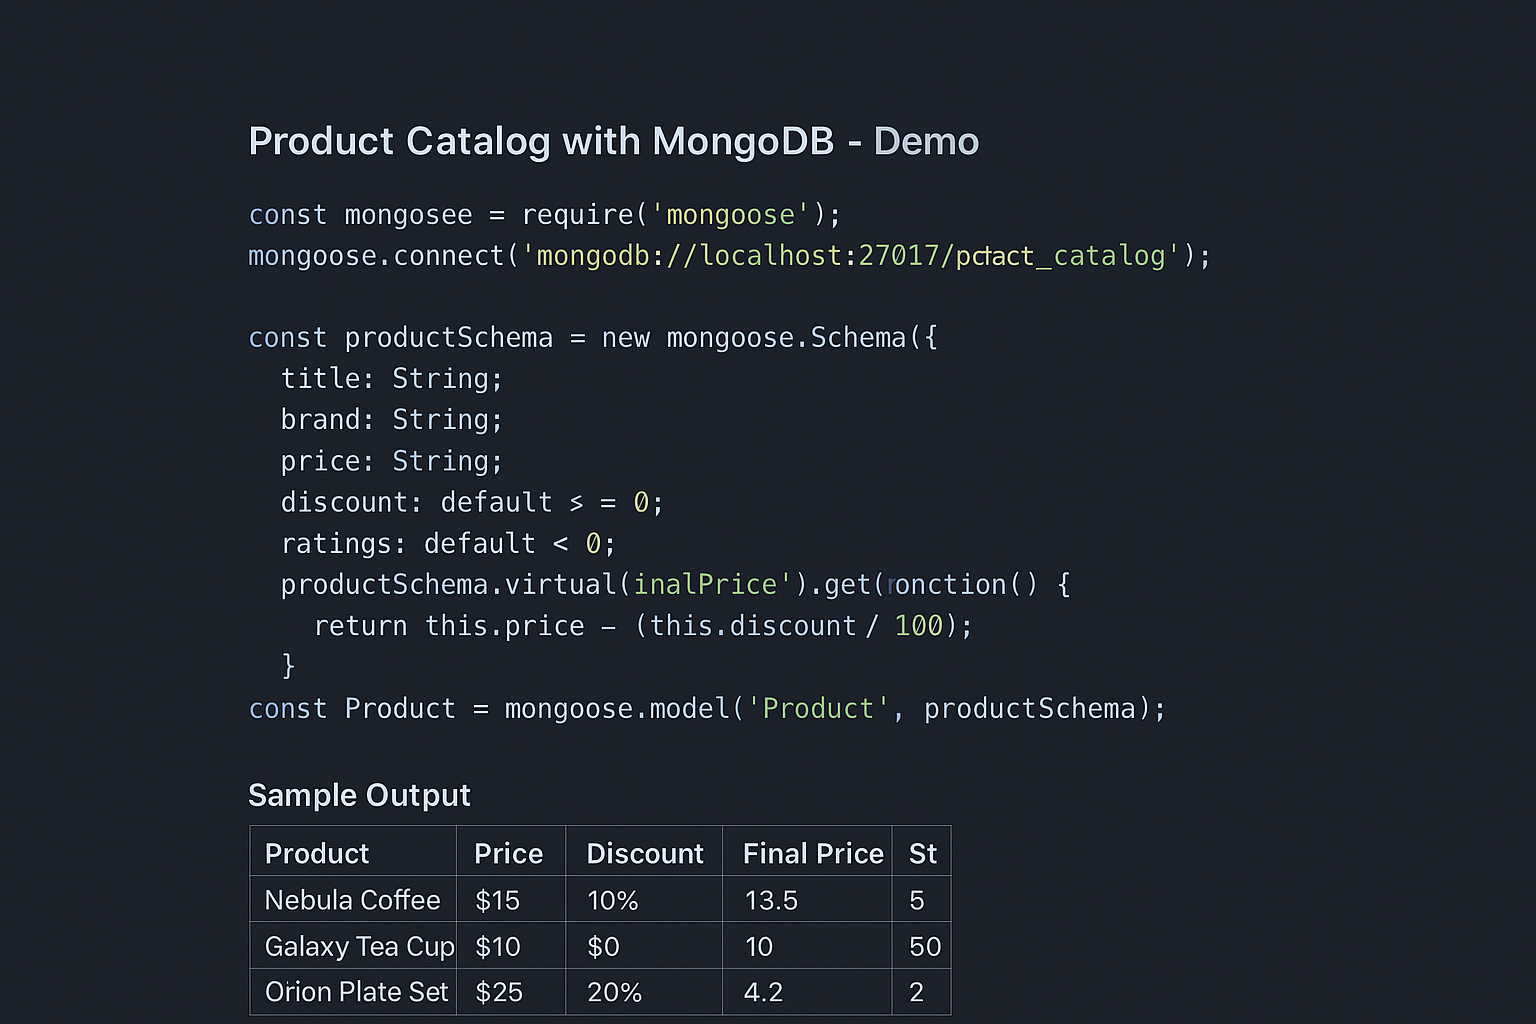 Product Catalog with MongoDB - Demo
const mongosee = require('mongoose');
mongoose.connect('mongodb://localhost:27017/pctact_catalog');
const productSchema = new mongoose.Schema({
title: String;
brand: String;
price: String;
discount: default ≤ = 0;
ratings: default < 0;
productSchema.virtual(inalPrice').get(ronction() {
return this.price – (this.discount / 100);
}
const Product = mongoose.model('Product', productSchema);
Sample Output
Product Price Discount Final Price St
Nebula Coffee $15 10% 13.5 5
Galaxy Tea Cup $10 $0 10 50
Orion Plate Set $25 20% 4.2 2